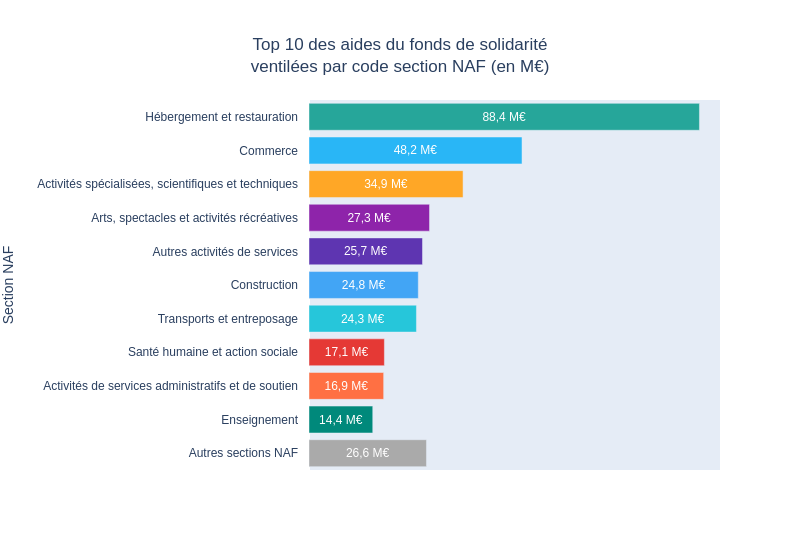 Top 10 des aides du fonds de solidarité
ventilées par code section NAF (en M€)
Section NAF
Hébergement et restauration 88,4 M€
Commerce 48,2 M€
Activités spécialisées, scientifiques et techniques 34,9 M€
Arts, spectacles et activités récréatives 27,3 M€
Autres activités de services 25,7 M€
Construction 24,8 M€
Transports et entreposage 24,3 M€
Santé humaine et action sociale 17,1 M€
Activités de services administratifs et de soutien 16,9 M€
Enseignement 14,4 M€
Autres sections NAF 26,6 M€